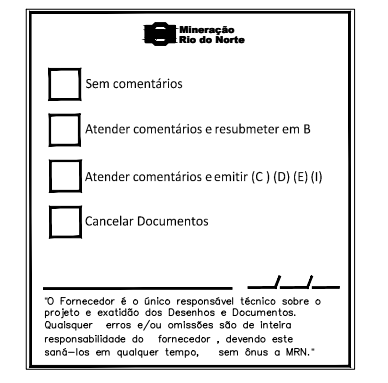 Mineração
Rio do Norte
Sem comentários
Atender comentários e resubmeter em B
Atender comentários e emitir (C ) (D) (E) (I)
Cancelar Documentos
"O Fornecedor é o único responsável técnico sobre o
projeto e exatidão dos Desenhos e Documentos.
Qualsquer erros e/ou omissões são de inteira
responsabilidade do fornecedor , devendo este
saná-los em qualquer tempo, sem ônus a MRN."